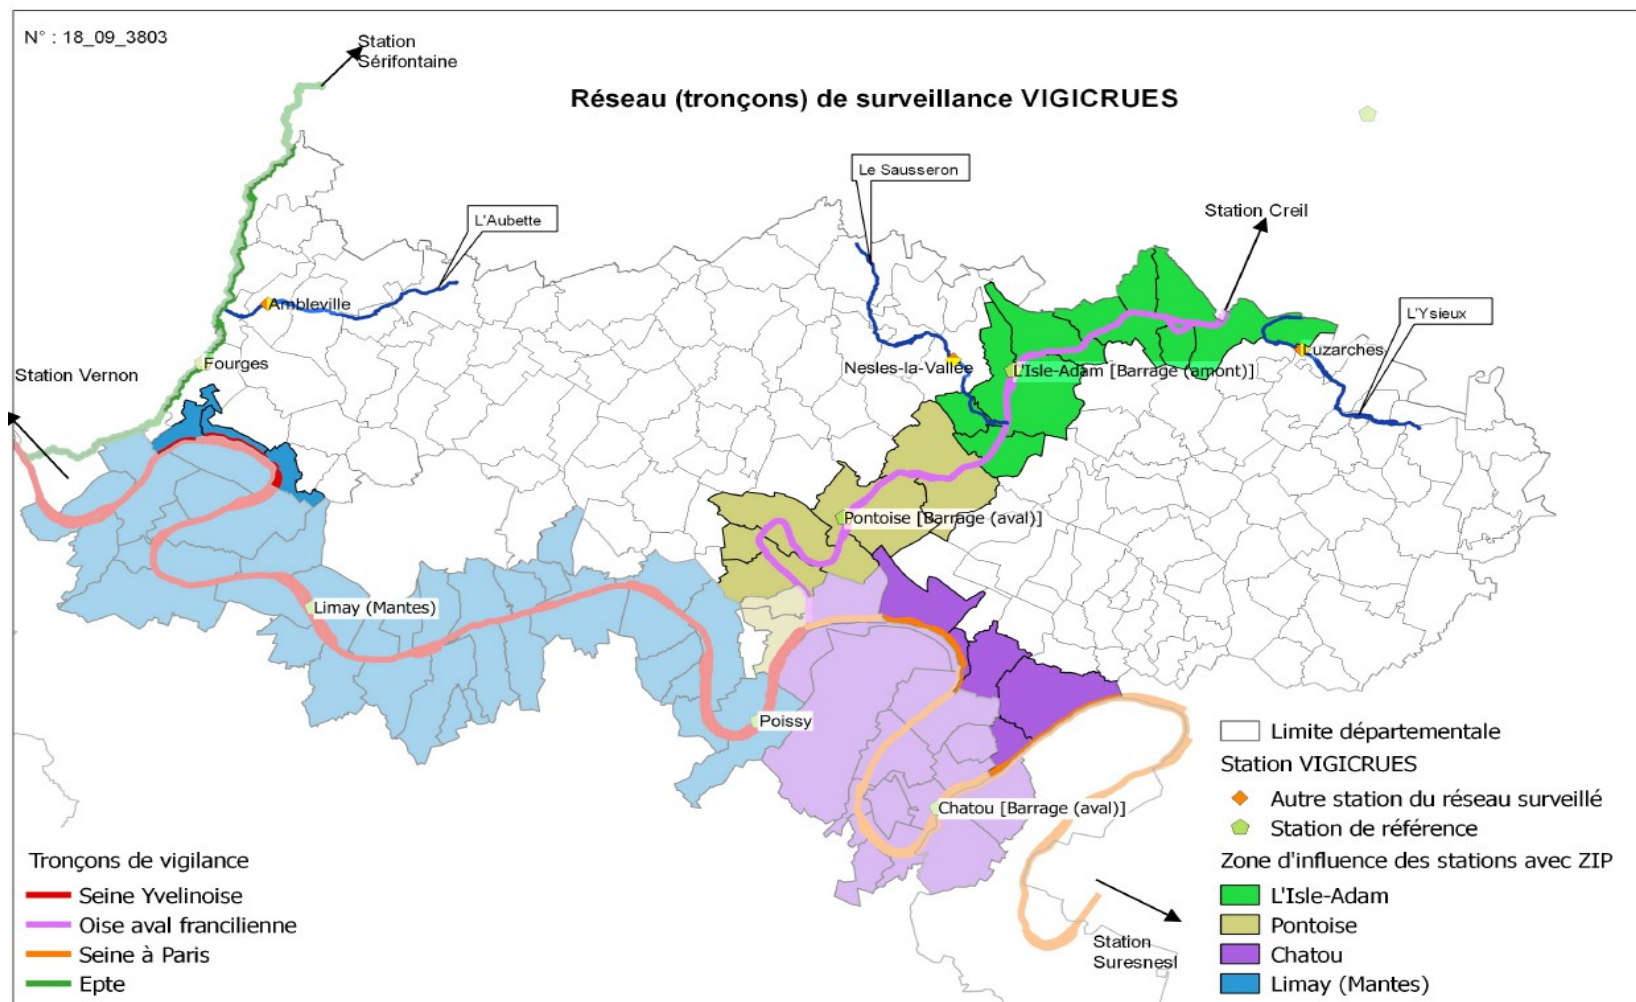 N° : 18_09_3803
Station
Sérifontaine
Réseau (tronçons) de surveillance VIGICRUES
Le Sausseron
L'Aubette
Station Creil
Ambleville
L'Ysieux
Luzarches
Fourges
Nesles-la-Vallée
L'Isle-Adam [Barrage (amont)]
Station Vernon
Pontoise [Barrage (aval)]
Limay (Mantes)
Poissy
Chatou [Barrage (aval)]
Station
Suresnesl
Tronçons de vigilance
Seine Yvelinoise
Oise aval francilienne
Seine à Paris
Epte
Limite départementale
Station VIGICRUES
Autre station du réseau surveillé
Station de référence
Zone d'influence des stations avec ZIP
L'Isle-Adam
Pontoise
Chatou
Limay (Mantes)